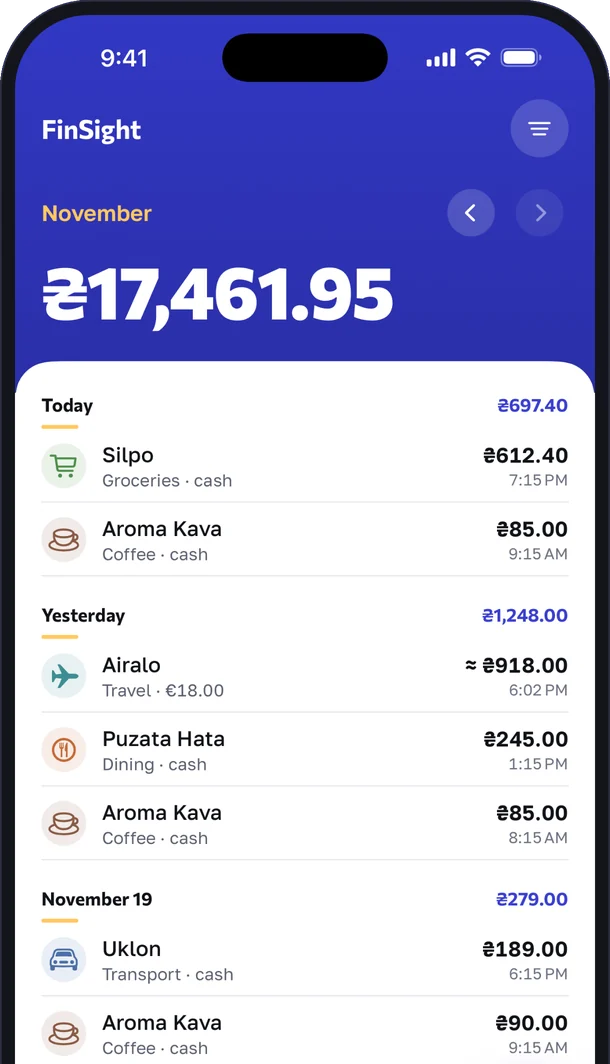 9:41
FinSight
November
₴17,461.95
Today ₴697.40
Silpo ₴612.40
Groceries · cash 7:15 PM
Aroma Kava ₴85.00
Coffee · cash 9:15 AM
Yesterday ₴1,248.00
Airalo ≈ ₴918.00
Travel · €18.00 6:02 PM
Puzata Hata ₴245.00
Dining · cash 1:15 PM
Aroma Kava ₴85.00
Coffee · cash 8:15 AM
November 19 ₴279.00
Uklon ₴189.00
Transport · cash 6:15 PM
Aroma Kava ₴90.00
Coffee · cash 9:15 AM